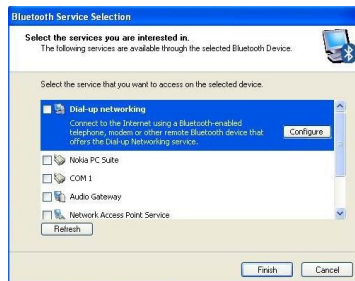 Bluetooth Service Selection
Select the services you are interested in.
The following services are available through the selected Bluetooth Device.
Select the service that you want to access on the selected device.
Dial-up networking
Connect to the Internet using a Bluetooth-enabled
telephone, modem or other remote Bluetooth device that
offers the Dial-up Networking service.
Configure
Nokia PC Suite
COM 1
Audio Gateway
Network Access Point Service
Refresh
Finish
Cancel